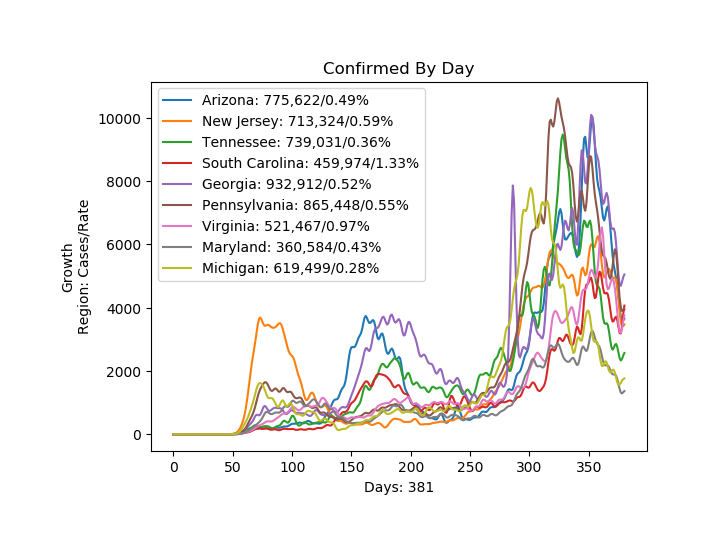 Confirmed By Day
Growth
Region: Cases/Rate
10000
8000
6000
4000
2000
0
Arizona: 775,622/0.49%
New Jersey: 713,324/0.59%
Tennessee: 739,031/0.36%
South Carolina: 459,974/1.33%
Georgia: 932,912/0.52%
Pennsylvania: 865,448/0.55%
Virginia: 521,467/0.97%
Maryland: 360,584/0.43%
Michigan: 619,499/0.28%
0 50 100 150 200 250 300 350
Days: 381